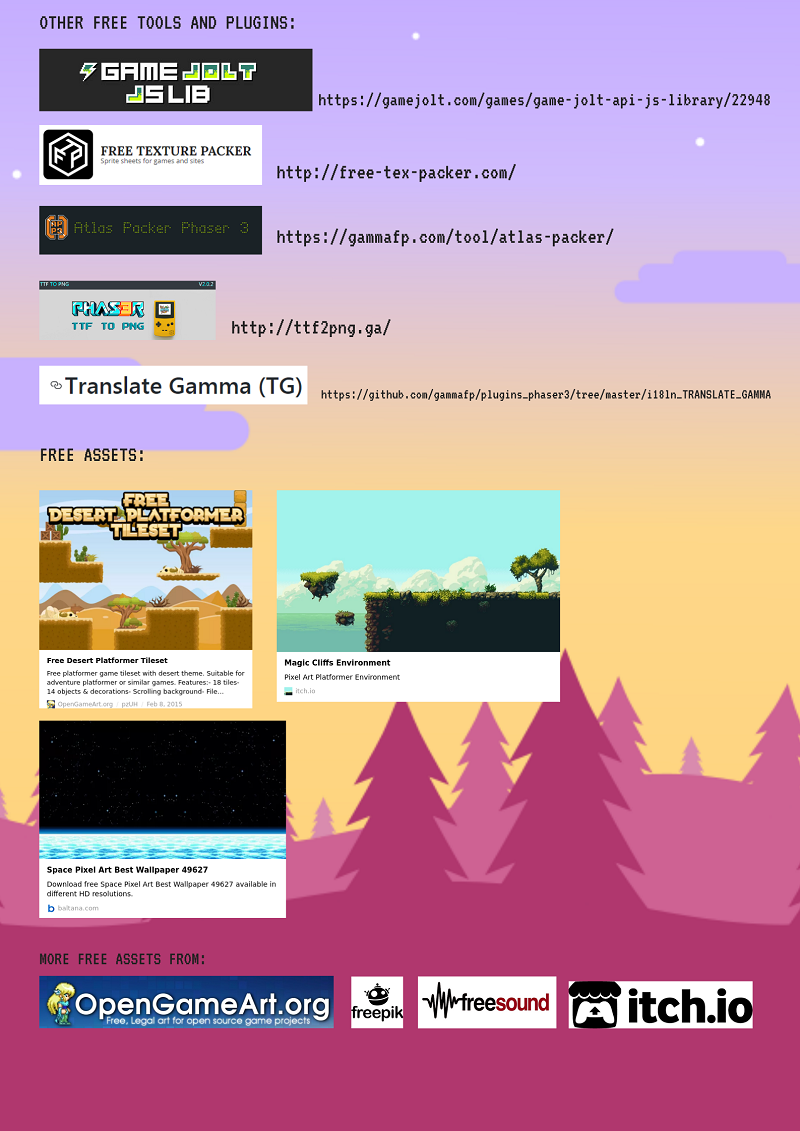 OTHER FREE TOOLS AND PLUGINS:
GAME JOLT
JS LIB
https://gamejolt.com/games/game-jolt-api-js-library/22948
FREE TEXTURE PACKER
Sprite sheets for games and sites
http://free-tex-packer.com/
Atlas Packer Phaser 3
https://gammafp.com/tool/atlas-packer/
TTF TO PNG V2.0.2
PHAS3R
TTF TO PNG
http://ttf2png.ga/
Translate Gamma (TG)
https://github.com/gammafp/plugins_phaser3/tree/master/i18ln_TRANSLATE_GAMMA
FREE ASSETS:
FREE
DESERT PLATFORMER
TILESET
Free Desert Platformer Tileset
Free platformer game tileset with desert theme. Suitable for
adventure platformer or similar games. Features:- 18 tiles-
14 objects & decorations- Scrolling background- File...
OpenGameArt.org | pzUH | Feb 8, 2015
Magic Cliffs Environment
Pixel Art Platformer Environment
itch.io
Space Pixel Art Best Wallpaper 49627
Download free Space Pixel Art Best Wallpaper 49627 available in
different HD resolutions.
b baltana.com
MORE FREE ASSETS FROM:
OpenGameArt.org
Free, Legal art for open source game projects
freepik
freesound
itch.io